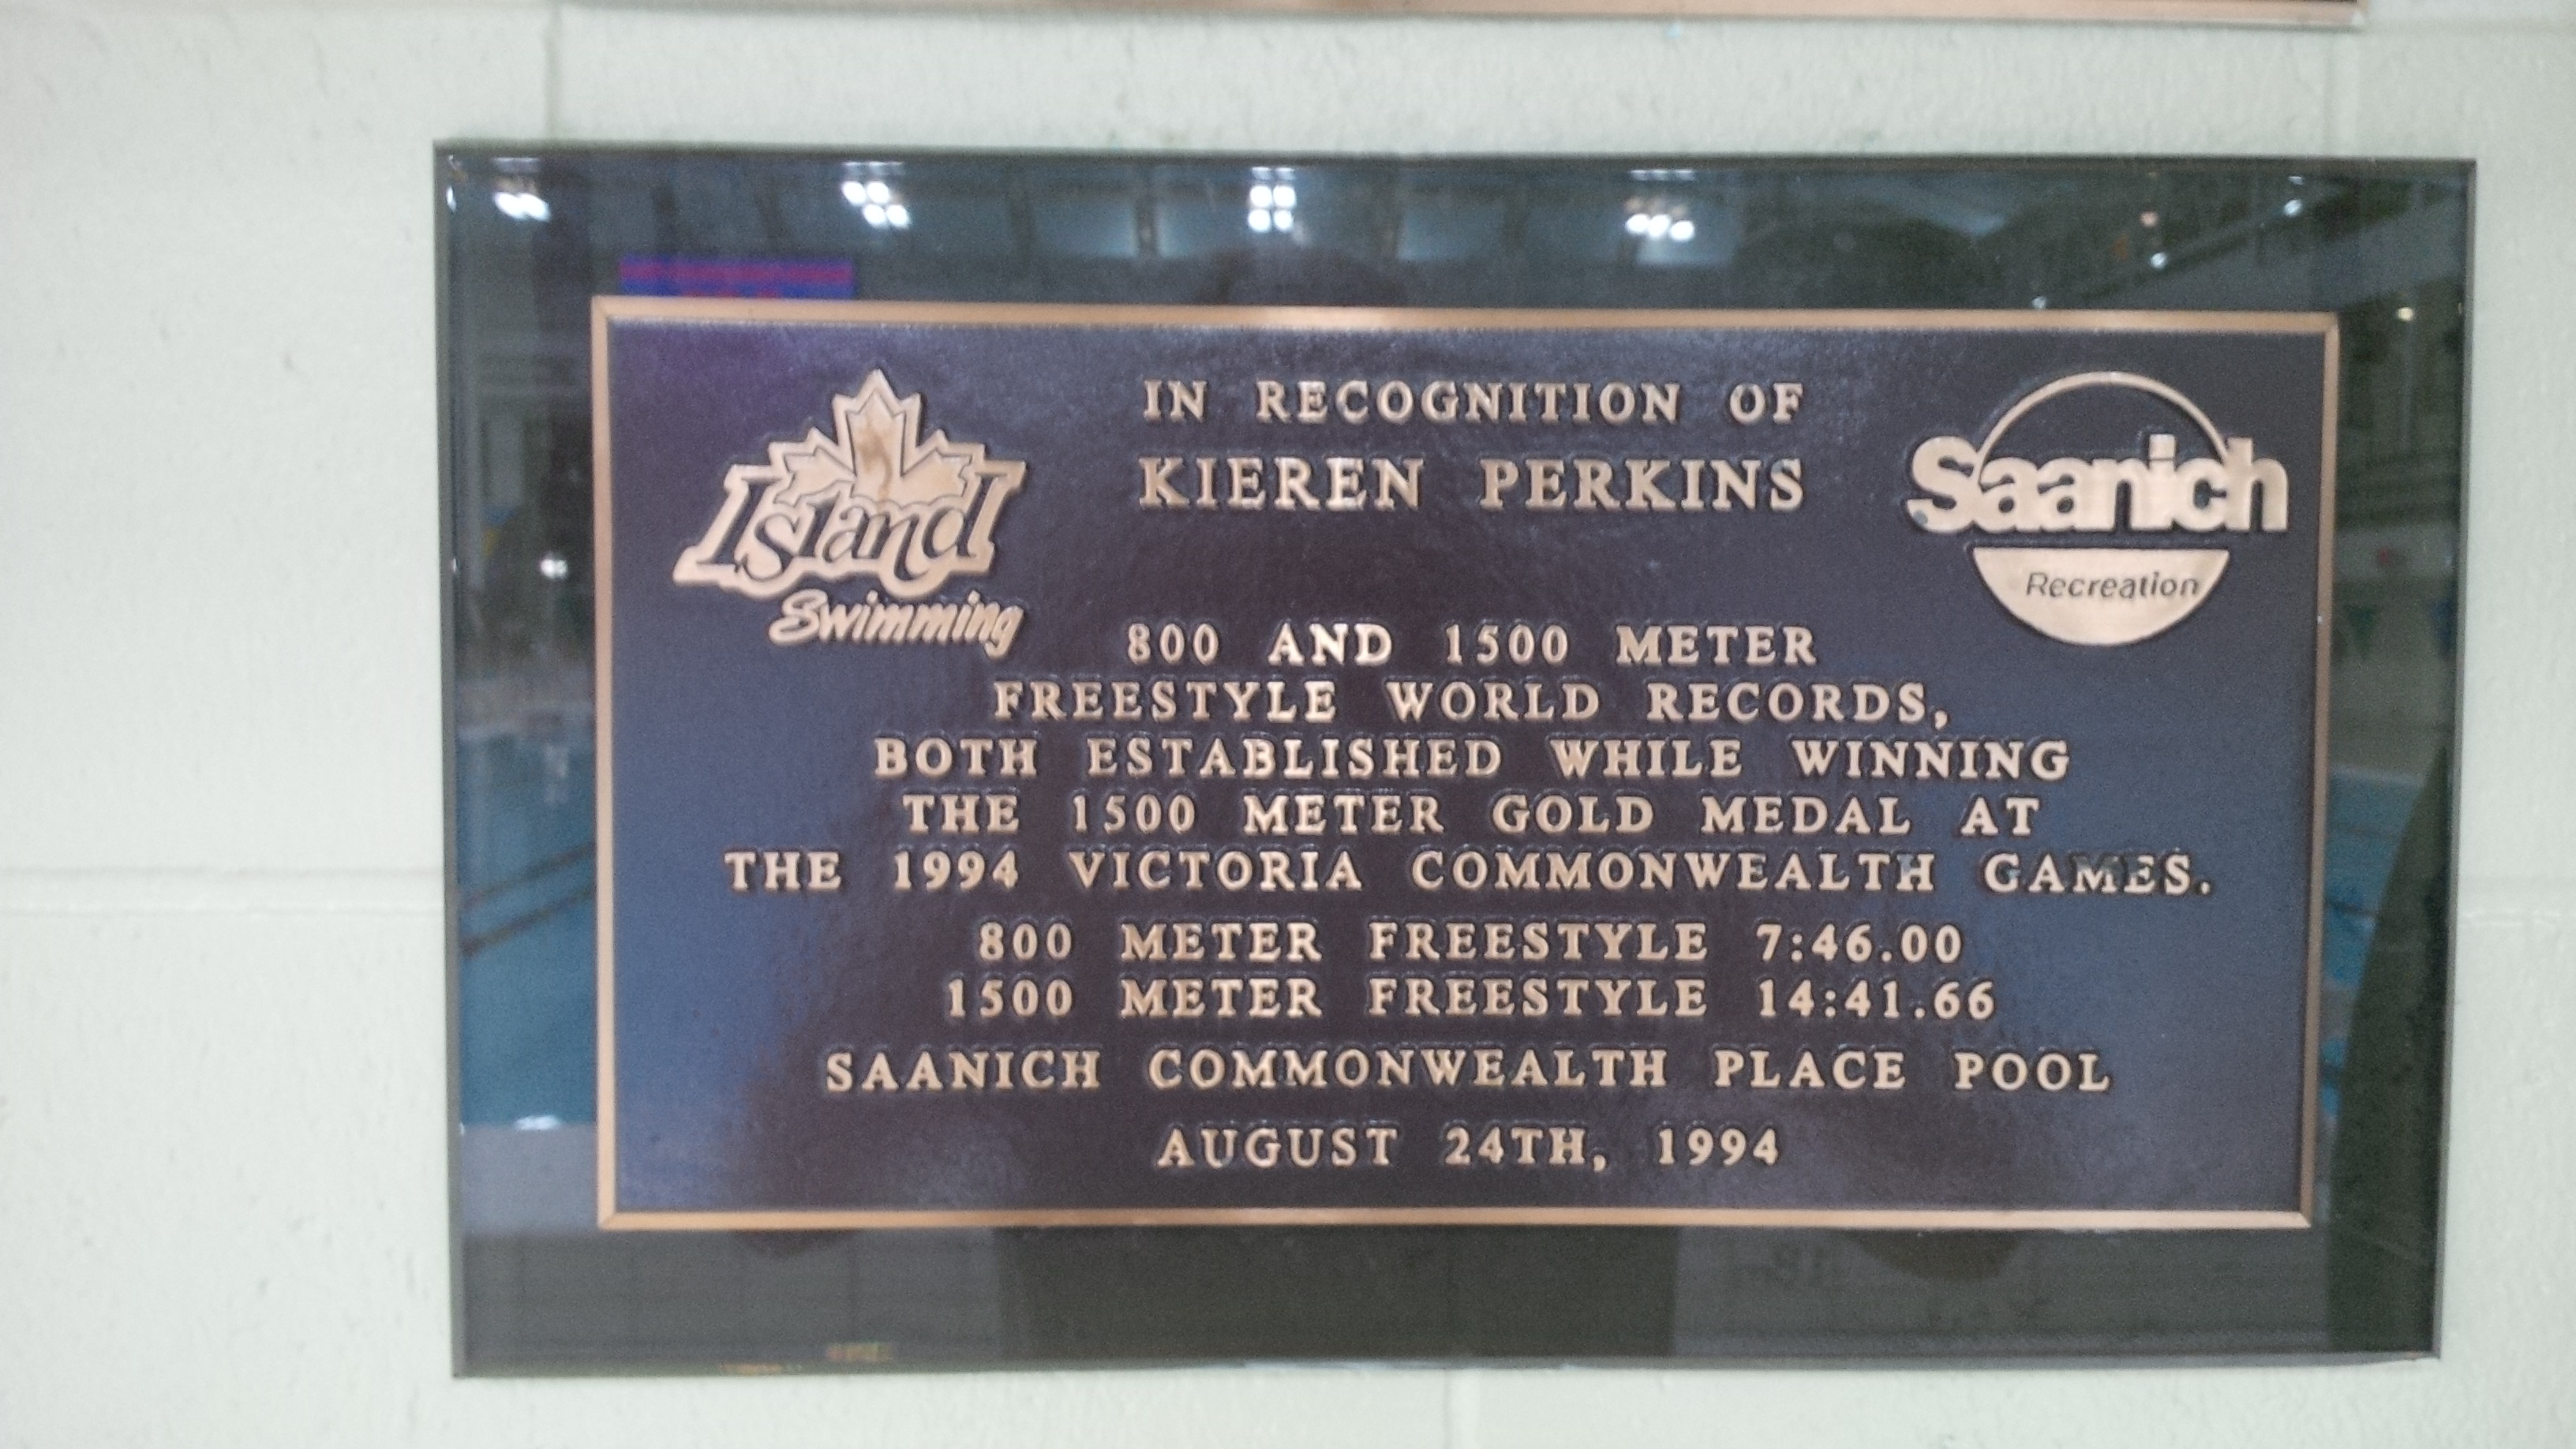 IN RECOGNITION OF
KIEREN PERKINS
Island
Swimming
Saanich
Recreation
800 AND 1500 METER
FREESTYLE WORLD RECORDS,
BOTH ESTABLISHED WHILE WINNING
THE 1500 METER GOLD MEDAL AT
THE 1994 VICTORIA COMMONWEALTH GAMES.
800 METER FREESTYLE 7:46.00
1500 METER FREESTYLE 14:41.66
SAANICH COMMONWEALTH PLACE POOL
AUGUST 24TH, 1994